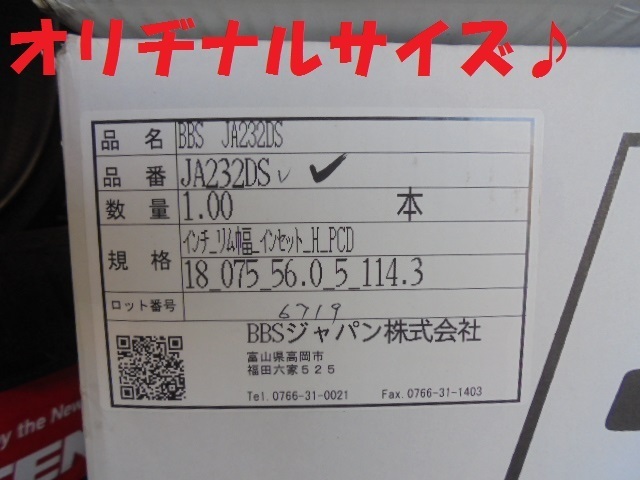 オリヂナルサイズ♪
品 名 BBS JA232DS
品 番 JA232DS
数 量 1.00 本
規 格 インチ_リム幅_インセット_H_PCD
18_075_56.0_5_114.3
ロット番号 6719
BBSジャパン株式会社
富山県高岡市
福田六家５２５
Tel.0766-31-0021 Fax.0766-31-1403
by the New
TEN